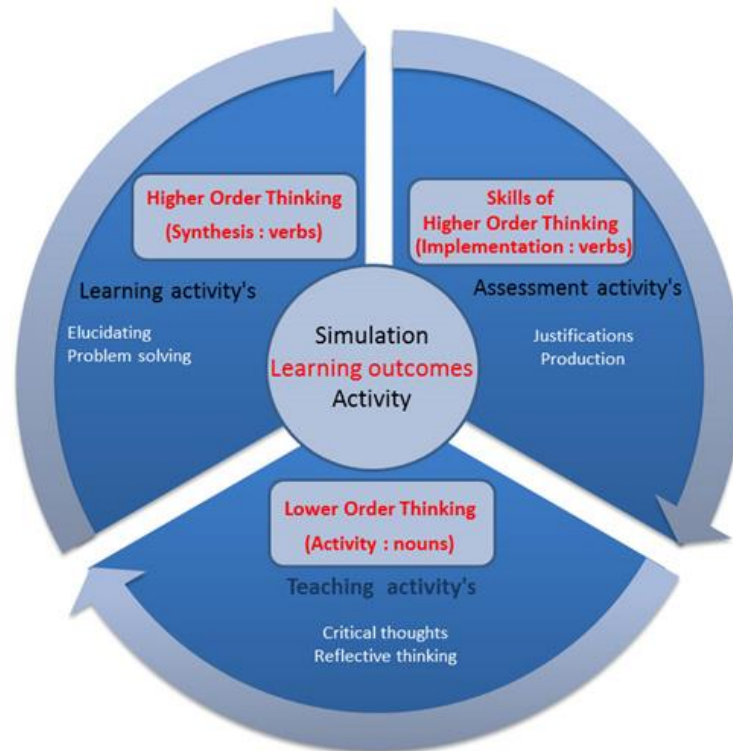 Higher Order Thinking
(Synthesis : verbs)
Learning activity's
Elucidating
Problem solving
Skills of
Higher Order Thinking
(Implementation : verbs)
Assessment activity's
Justifications
Production
Simulation
Learning outcomes
Activity
Lower Order Thinking
(Activity : nouns)
Teaching activity's
Critical thoughts
Reflective thinking